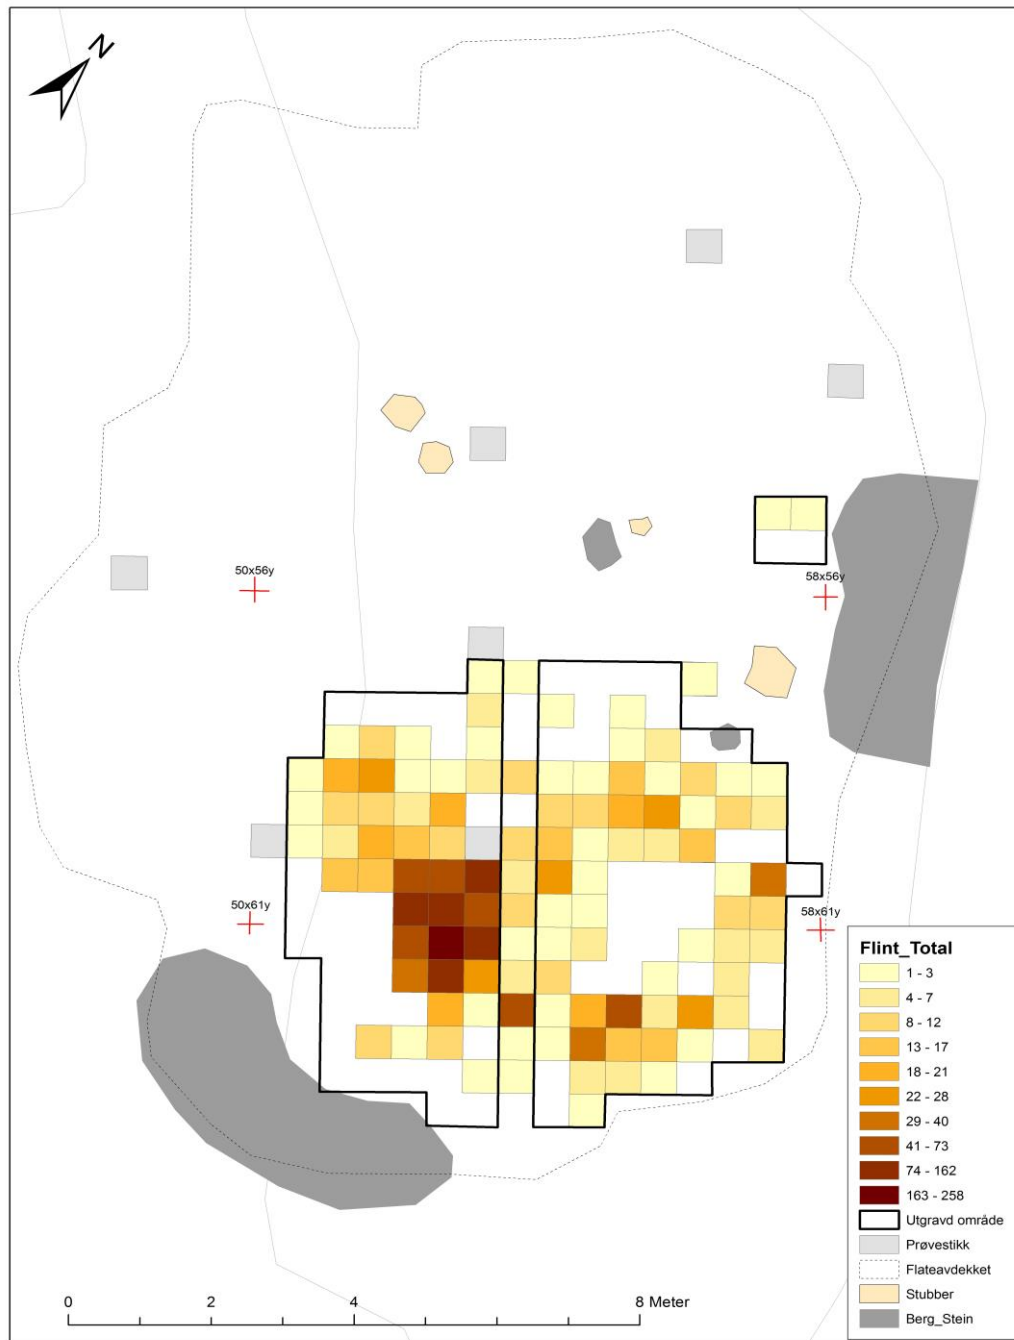 N
50x56y
58x56y
50x61y
58x61y
Flint_Total
1 - 3
4 - 7
8 - 12
13 - 17
18 - 21
22 - 28
29 - 40
41 - 73
74 - 162
163 - 258
Utgravd område
Prøvestikk
Flateavdekket
Stubber
Berg_Stein
0 2 4 8 Meter